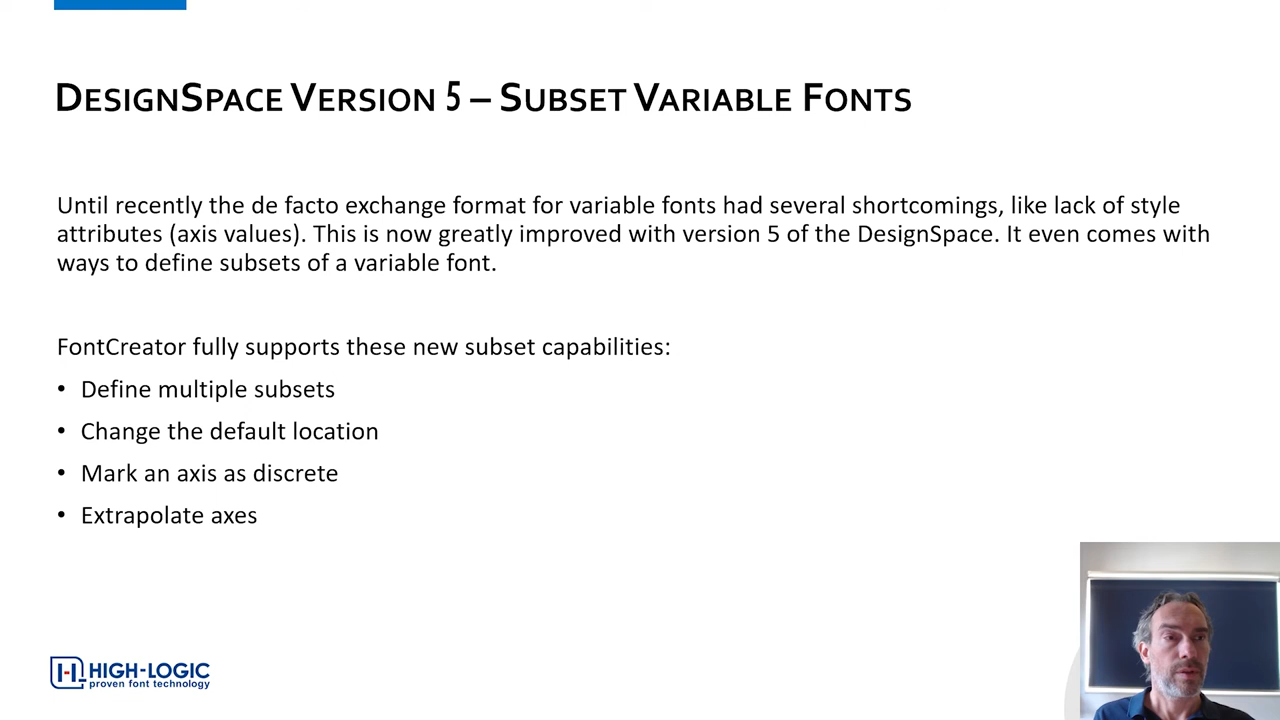 DESIGNSPACE VERSION 5 – SUBSET VARIABLE FONTS
Until recently the de facto exchange format for variable fonts had several shortcomings, like lack of style
attributes (axis values). This is now greatly improved with version 5 of the DesignSpace. It even comes with
ways to define subsets of a variable font.
FontCreator fully supports these new subset capabilities:
• Define multiple subsets
• Change the default location
• Mark an axis as discrete
• Extrapolate axes
HIGH-LOGIC
proven font technology